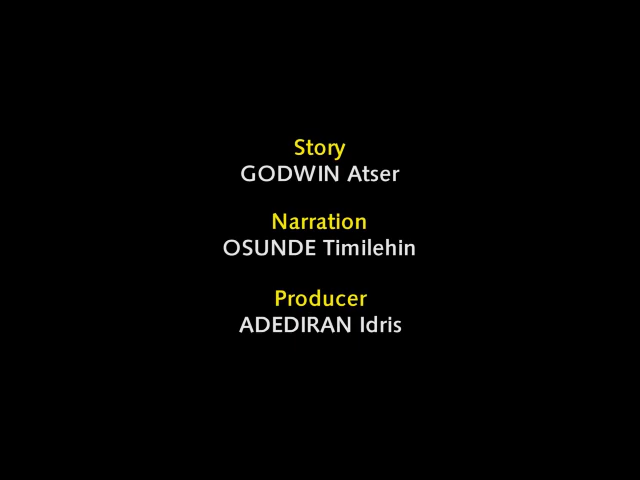 Story
GODWIN Atser
Narration
OSUNDE Timilehin
Producer
ADEDIRAN Idris